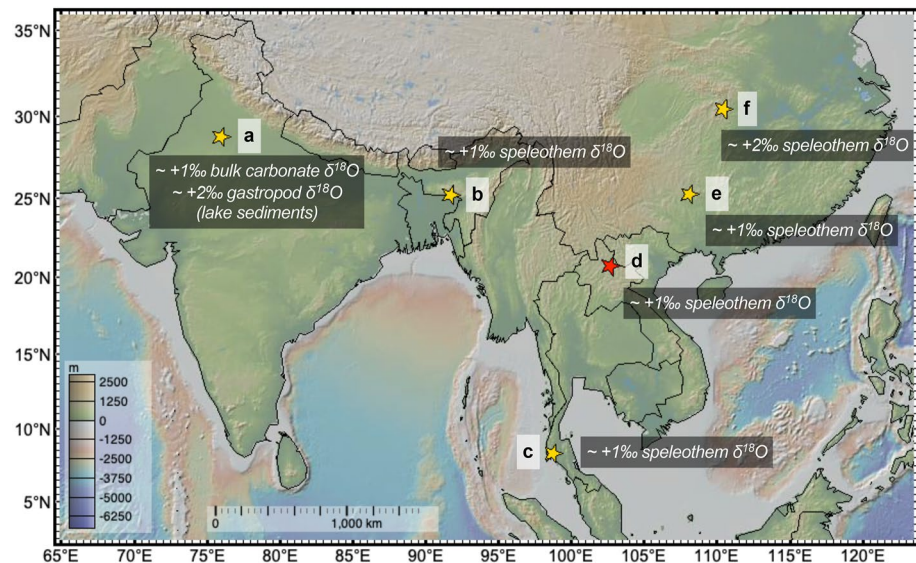 35°N
30°N
25°N
20°N
15°N
10°N
5°N
a
~ +1‰ bulk carbonate δ18O
~ +2‰ gastropod δ18O
(lake sediments)
~ +1‰ speleothem δ18O
b
f
~ +2‰ speleothem δ18O
e
~ +1‰ speleothem δ18O
d
~ +1‰ speleothem δ18O
c
~ +1‰ speleothem δ18O
m
2500
1250
0
-1250
-2500
-3750
-5000
-6250
0 1,000 km
65°E 70°E 75°E 80°E 85°E 90°E 95°E 100°E 105°E 110°E 115°E 120°E